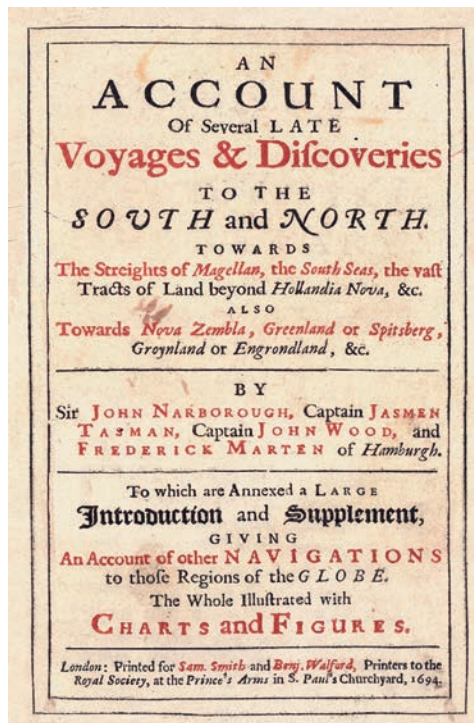 AN
ACCOUNT
Of Several LATE
Voyages & Diſcoveries
TO THE
SOUTH and NORTH.
TOWARDS
The Streights of Magellan, the South Seas, the vaſt
Tracts of Land beyond Hollandia Nova, &c.
ALSO
Towards Nova Zembla, Greenland or Spitsberg,
Groynland or Engrondland, &c.
BY
Sir JOHN NARBOROUGH, Captain JASMEN
TASMAN, Captain JOHN WOOD, and
FREDERICK MARTEN of Hamburgh.
To which are Annexed a LARGE
Introduction and Supplement,
GIVING
An Account of other NAVIGATIONS
to thoſe Regions of the GLOBE.
The Whole Illuſtrated with
CHARTS and FIGURES.
London: Printed for Sam. Smith and Benj. Walford, Printers to the
Royal Society, at the Prince's Arms in S. Paul's Churchyard, 1694.